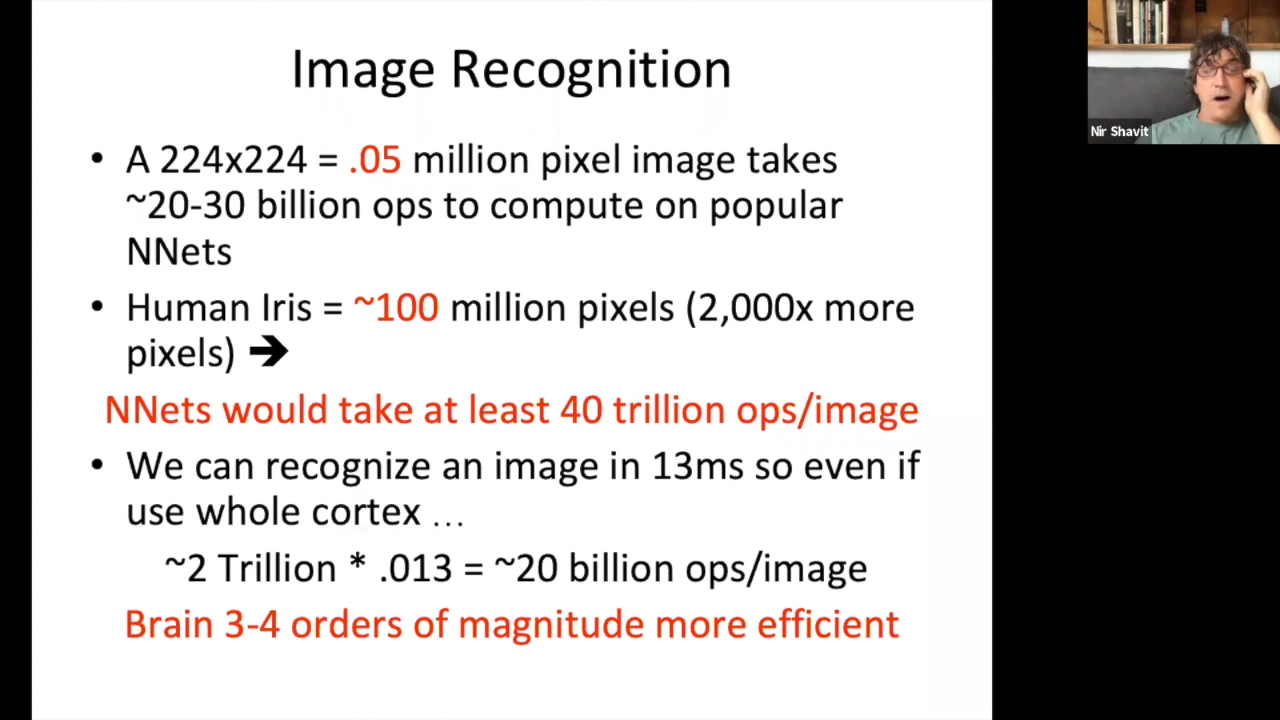 Image Recognition
• A 224x224 = .05 million pixel image takes
~20-30 billion ops to compute on popular
NNets
• Human Iris = ~100 million pixels (2,000x more
pixels) ➔
NNets would take at least 40 trillion ops/image
• We can recognize an image in 13ms so even if
use whole cortex …
~2 Trillion * .013 = ~20 billion ops/image
Brain 3-4 orders of magnitude more efficient
Nir Shavit